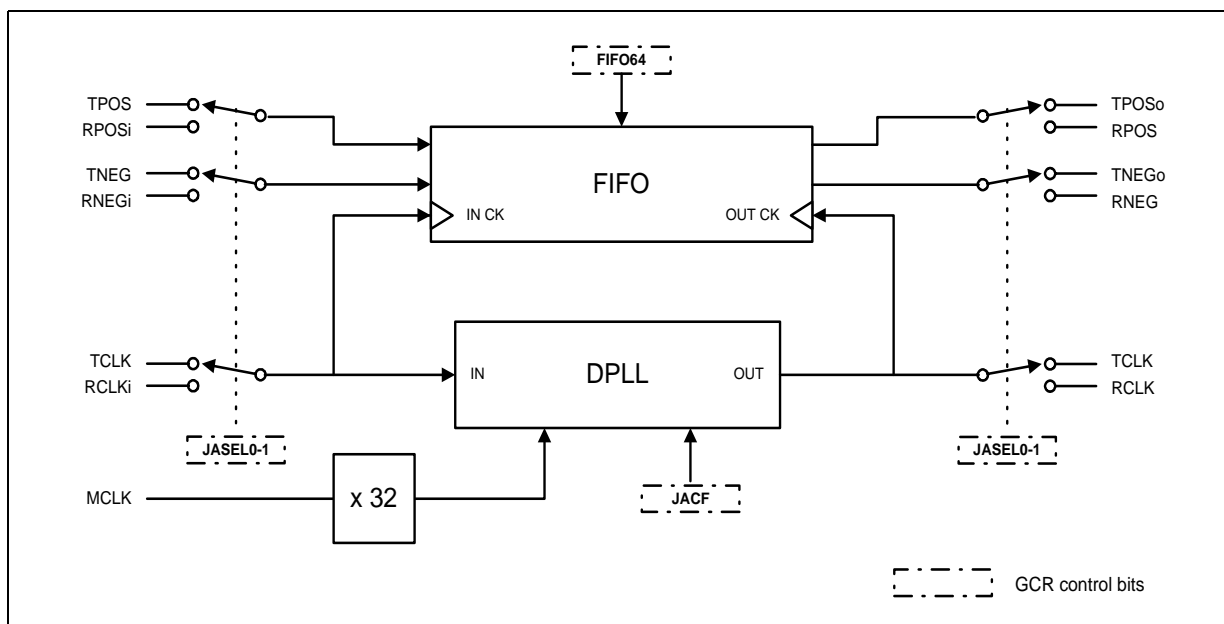 FIFO64
TPOS
RPOSi
TPOSo
RPOS
TNEG
RNEGi
FIFO
TNEGo
RNEG
IN CK
OUT CK
TCLK
RCLKi
IN
DPLL
OUT
TCLK
RCLK
JASEL0-1
JASEL0-1
MCLK
x 32
JACF
GCR control bits